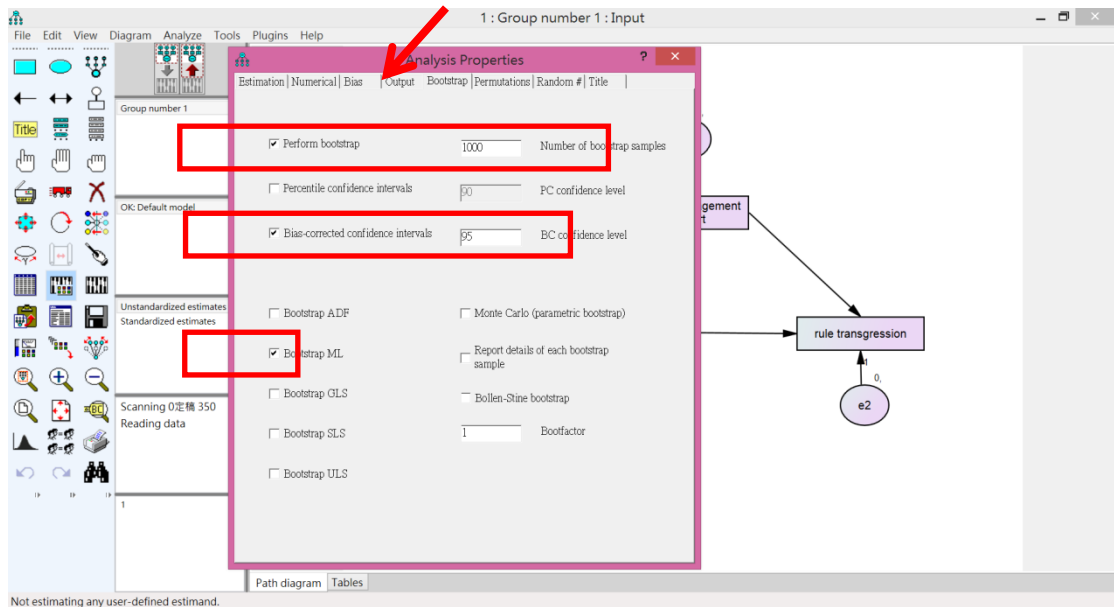 1 : Group number 1 : Input
File Edit View Diagram Analyze Tools Plugins Help
Analysis Properties
? ×
Estimation Numerical Bias Output Bootstrap Permutations Random # Title
Title
Group number 1
Perform bootstrap 1000 Number of bootstrap samples
Percentile confidence intervals 90 PC confidence level
OK: Default model
Bias-corrected confidence intervals 95 BC confidence level
gement
t
Unstandardized estimates
Standardized estimates
Bootstrap ADF Monte Carlo (parametric bootstrap)
Bootstrap ML Report details of each bootstrap
sample
Bootstrap GLS Bollen-Stine bootstrap
Bootstrap SLS 1 Bootfactor
Bootstrap ULS
rule transgression
1
0,
e2
Scanning 0定稿 350
Reading data
1
Path diagram Tables
Not estimating any user-defined estimand.